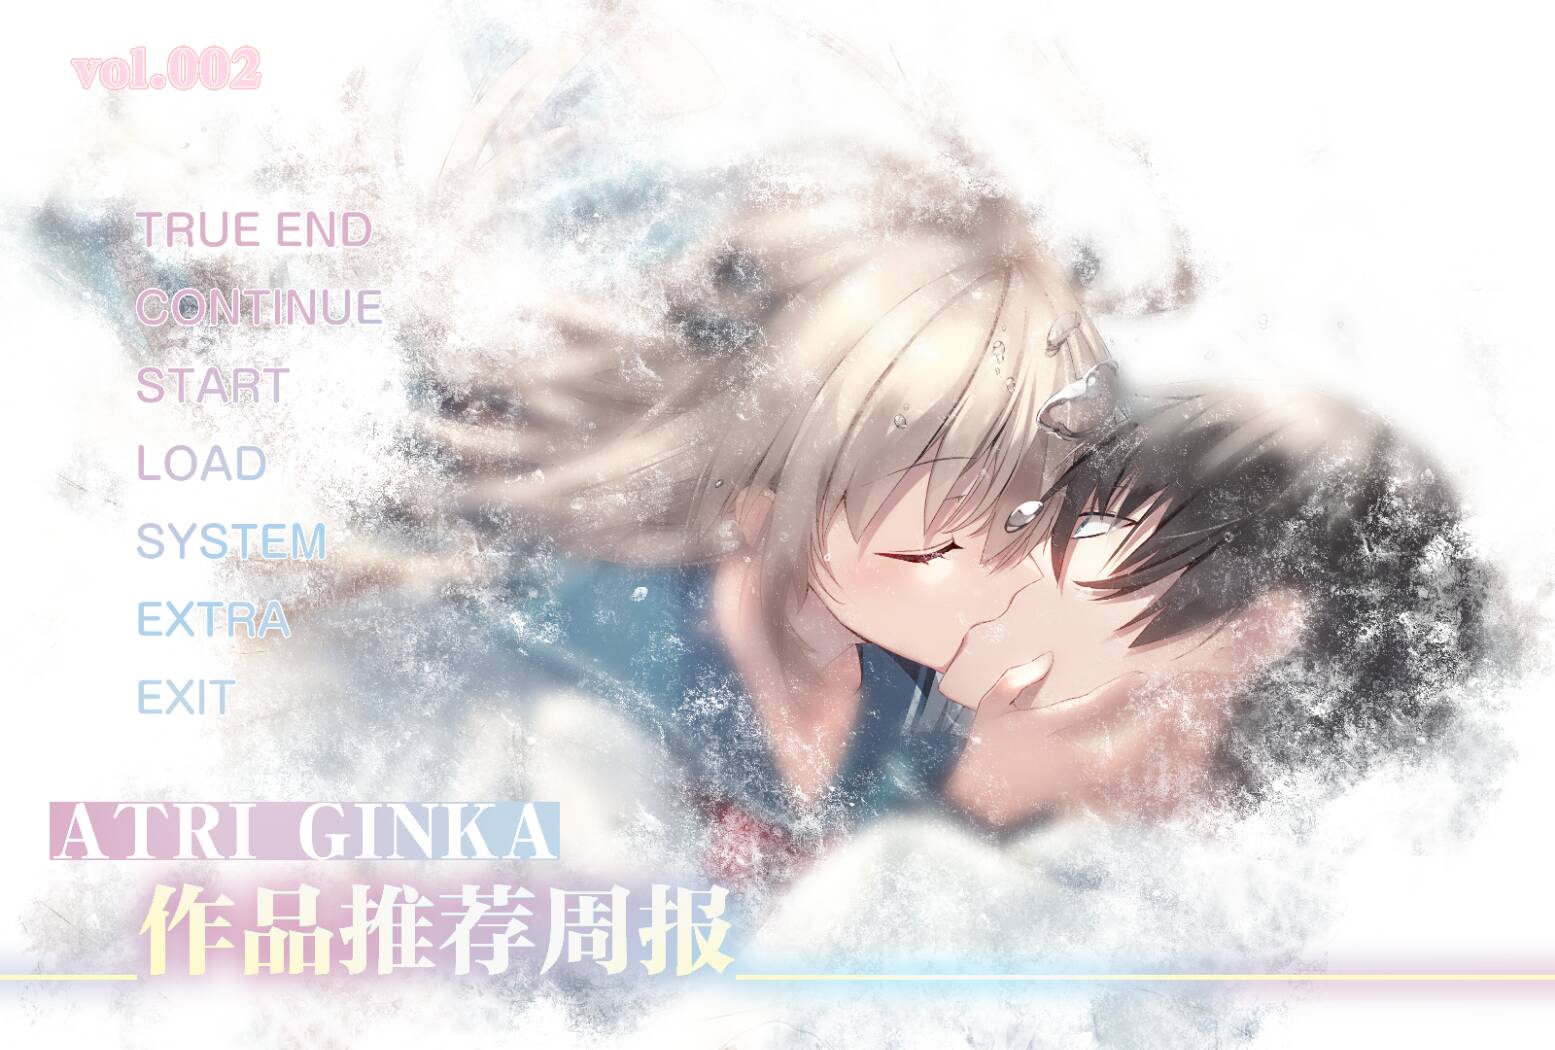 vol.002
TRUE END
CONTINUE
START
LOAD
SYSTEM
EXTRA
EXIT
ATRI GINKA
作品推荐周报